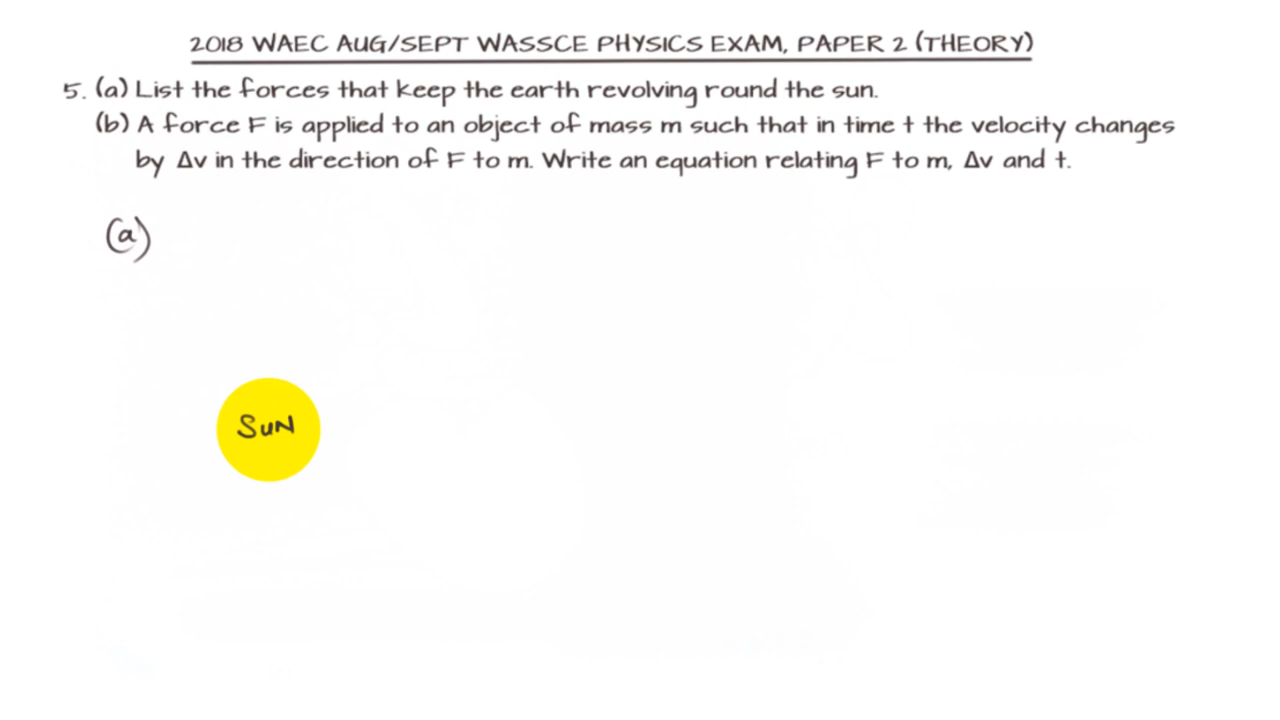 2018 WAEC AUG/SEPT WASSCE PHYSICS EXAM, PAPER 2 (THEORY)
5. (a) List the forces that keep the earth revolving round the sun.
(b) A force F is applied to an object of mass m such that in time t the velocity changes
by Δv in the direction of F to m. Write an equation relating F to m, Δv and t.
(a)
SUN